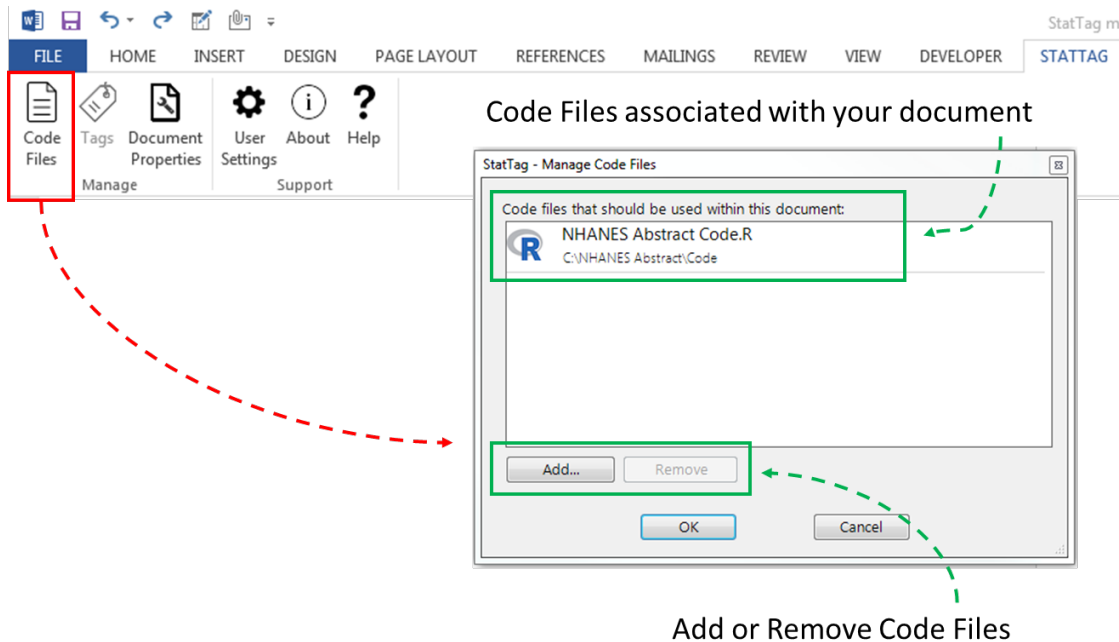 StatTag m
FILE HOME INSERT DESIGN PAGE LAYOUT REFERENCES MAILINGS REVIEW VIEW DEVELOPER STATTAG
Code Files
Tags
Document Properties
User Settings
About
Help
Manage
Support
Code Files associated with your document
StatTag - Manage Code Files
Code files that should be used within this document:
R
NHANES Abstract Code.R
C:\NHANES Abstract\Code
Add... Remove
OK Cancel
Add or Remove Code Files